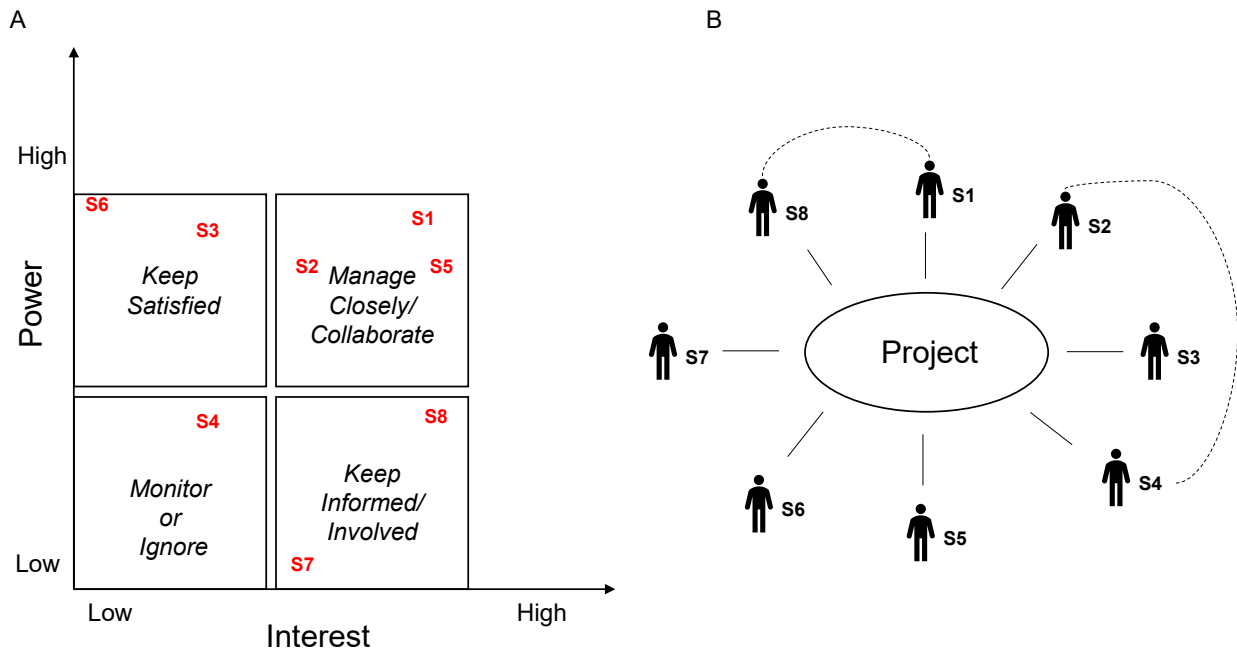 A
High
Power
Low
S6
S3
Keep
Satisfied
S1
S2
S5
Manage
Closely/
Collaborate
S4
Monitor
or
Ignore
S8
Keep
Informed/
Involved
S7
Low
High
Interest
B
S8
S1
S2
S7
Project
S3
S6
S5
S4